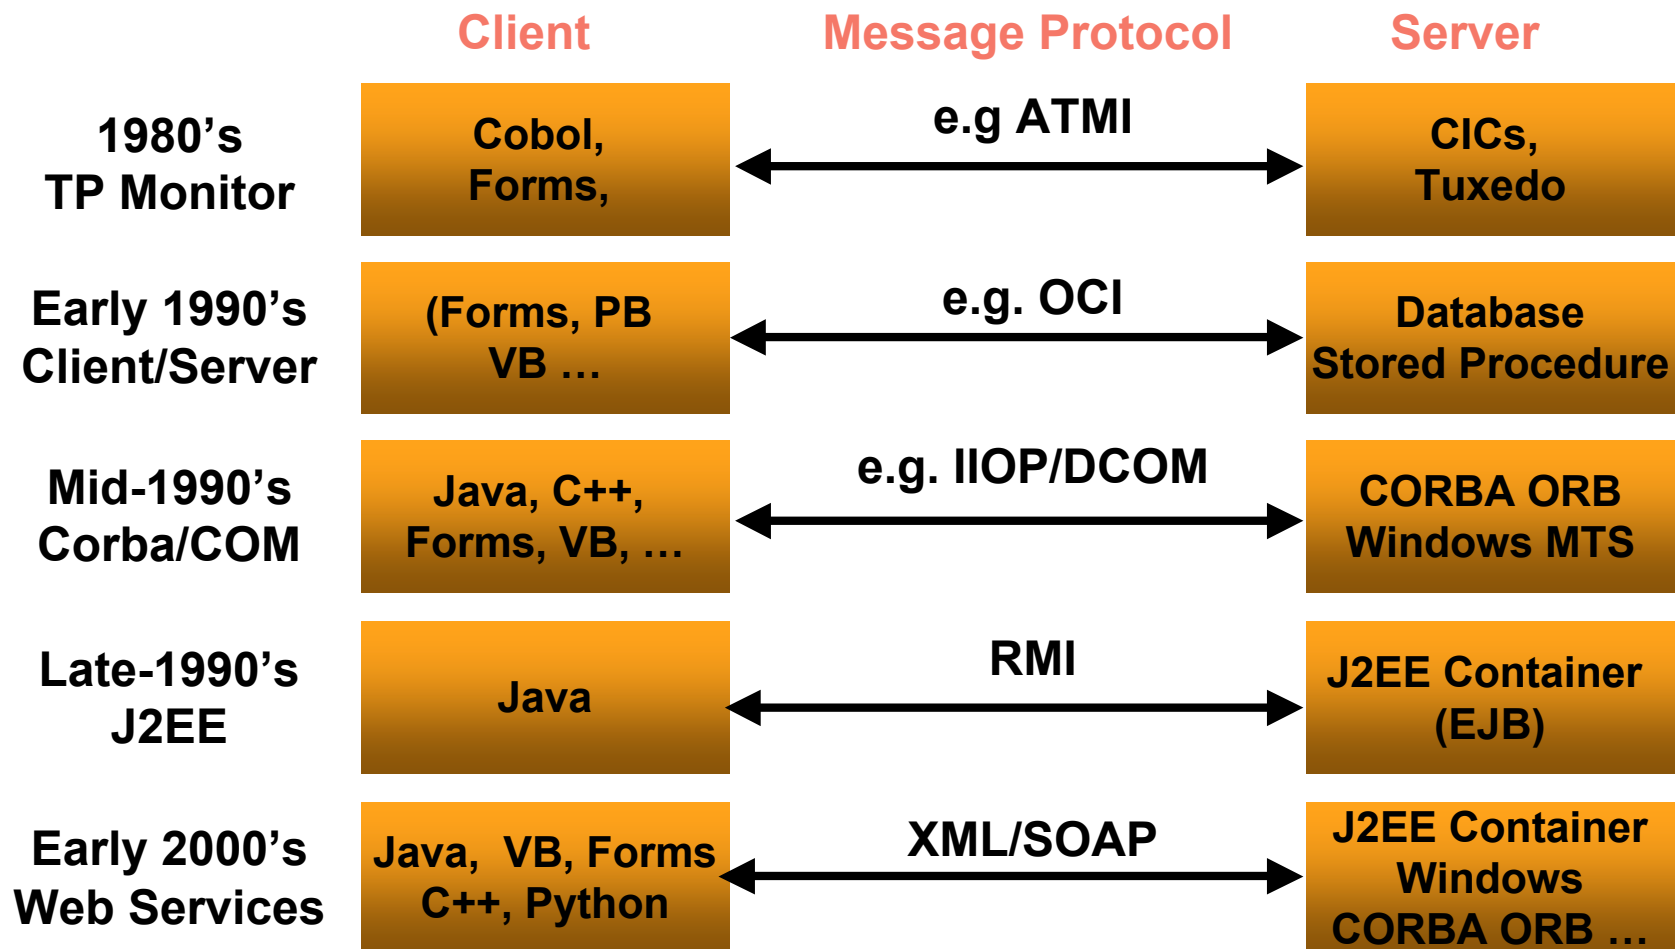 Client Message Protocol Server
1980’s
TP Monitor
Cobol,
Forms,
e.g ATMI
CICs,
Tuxedo
Early 1990’s
Client/Server
(Forms, PB
VB …
e.g. OCI
Database
Stored Procedure
Mid-1990’s
Corba/COM
Java, C++,
Forms, VB, …
e.g. IIOP/DCOM
CORBA ORB
Windows MTS
Late-1990’s
J2EE
Java
RMI
J2EE Container
(EJB)
Early 2000’s
Web Services
Java, VB, Forms
C++, Python
XML/SOAP
J2EE Container
Windows
CORBA ORB …